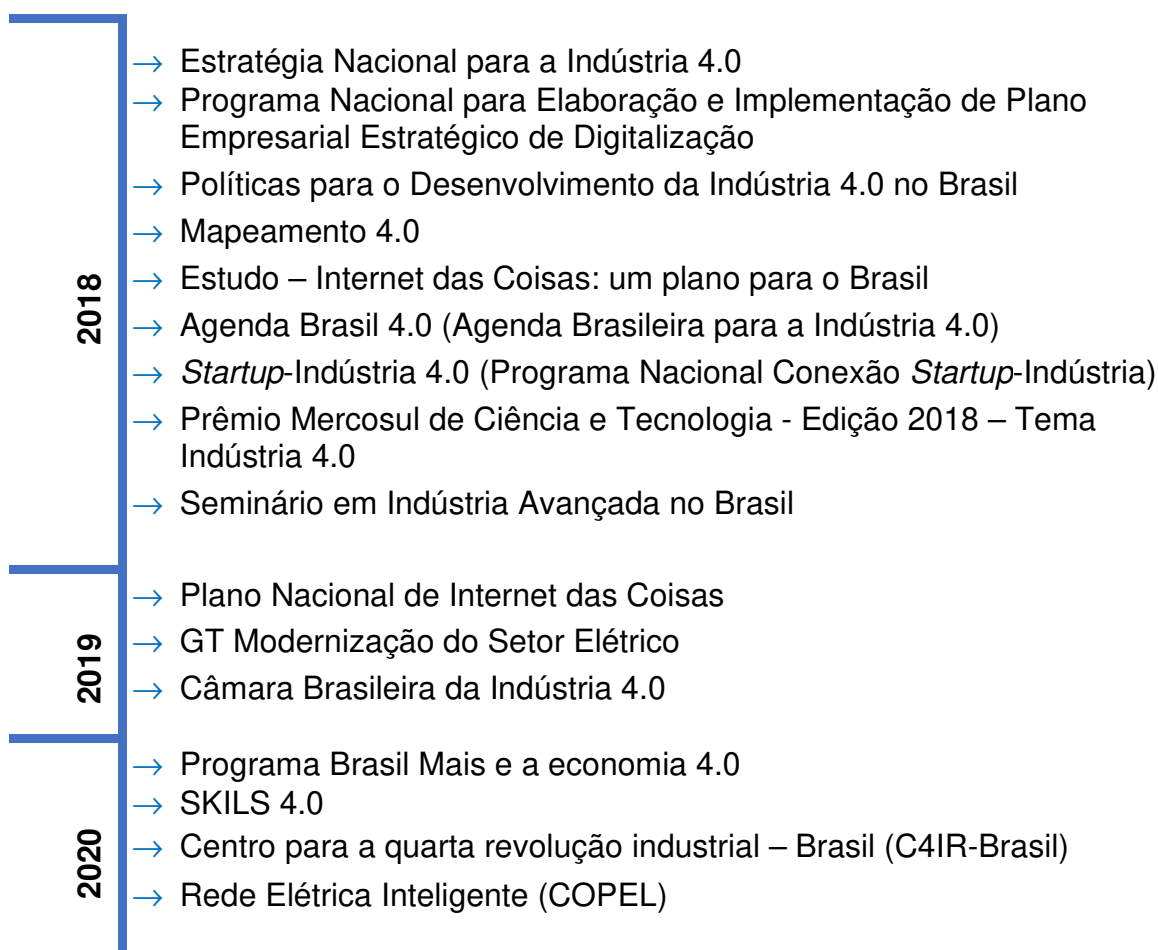 2018
→ Estratégia Nacional para a Indústria 4.0
→ Programa Nacional para Elaboração e Implementação de Plano
Empresarial Estratégico de Digitalização
→ Políticas para o Desenvolvimento da Indústria 4.0 no Brasil
→ Mapeamento 4.0
→ Estudo – Internet das Coisas: um plano para o Brasil
→ Agenda Brasil 4.0 (Agenda Brasileira para a Indústria 4.0)
→ Startup-Indústria 4.0 (Programa Nacional Conexão Startup-Indústria)
→ Prêmio Mercosul de Ciência e Tecnologia - Edição 2018 – Tema
Indústria 4.0
→ Seminário em Indústria Avançada no Brasil
2019
→ Plano Nacional de Internet das Coisas
→ GT Modernização do Setor Elétrico
→ Câmara Brasileira da Indústria 4.0
2020
→ Programa Brasil Mais e a economia 4.0
→ SKILS 4.0
→ Centro para a quarta revolução industrial – Brasil (C4IR-Brasil)
→ Rede Elétrica Inteligente (COPEL)